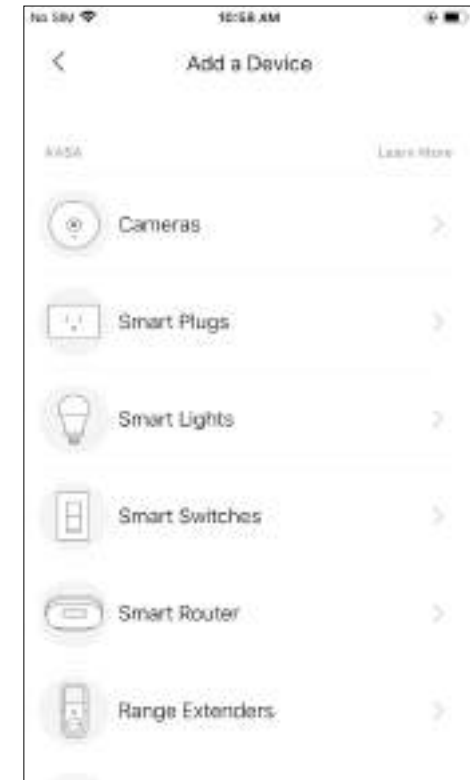 No SIM
10:58 AM
Add a Device
KASA
Learn More
Cameras
Smart Plugs
Smart Lights
Smart Switches
Smart Router
Range Extenders